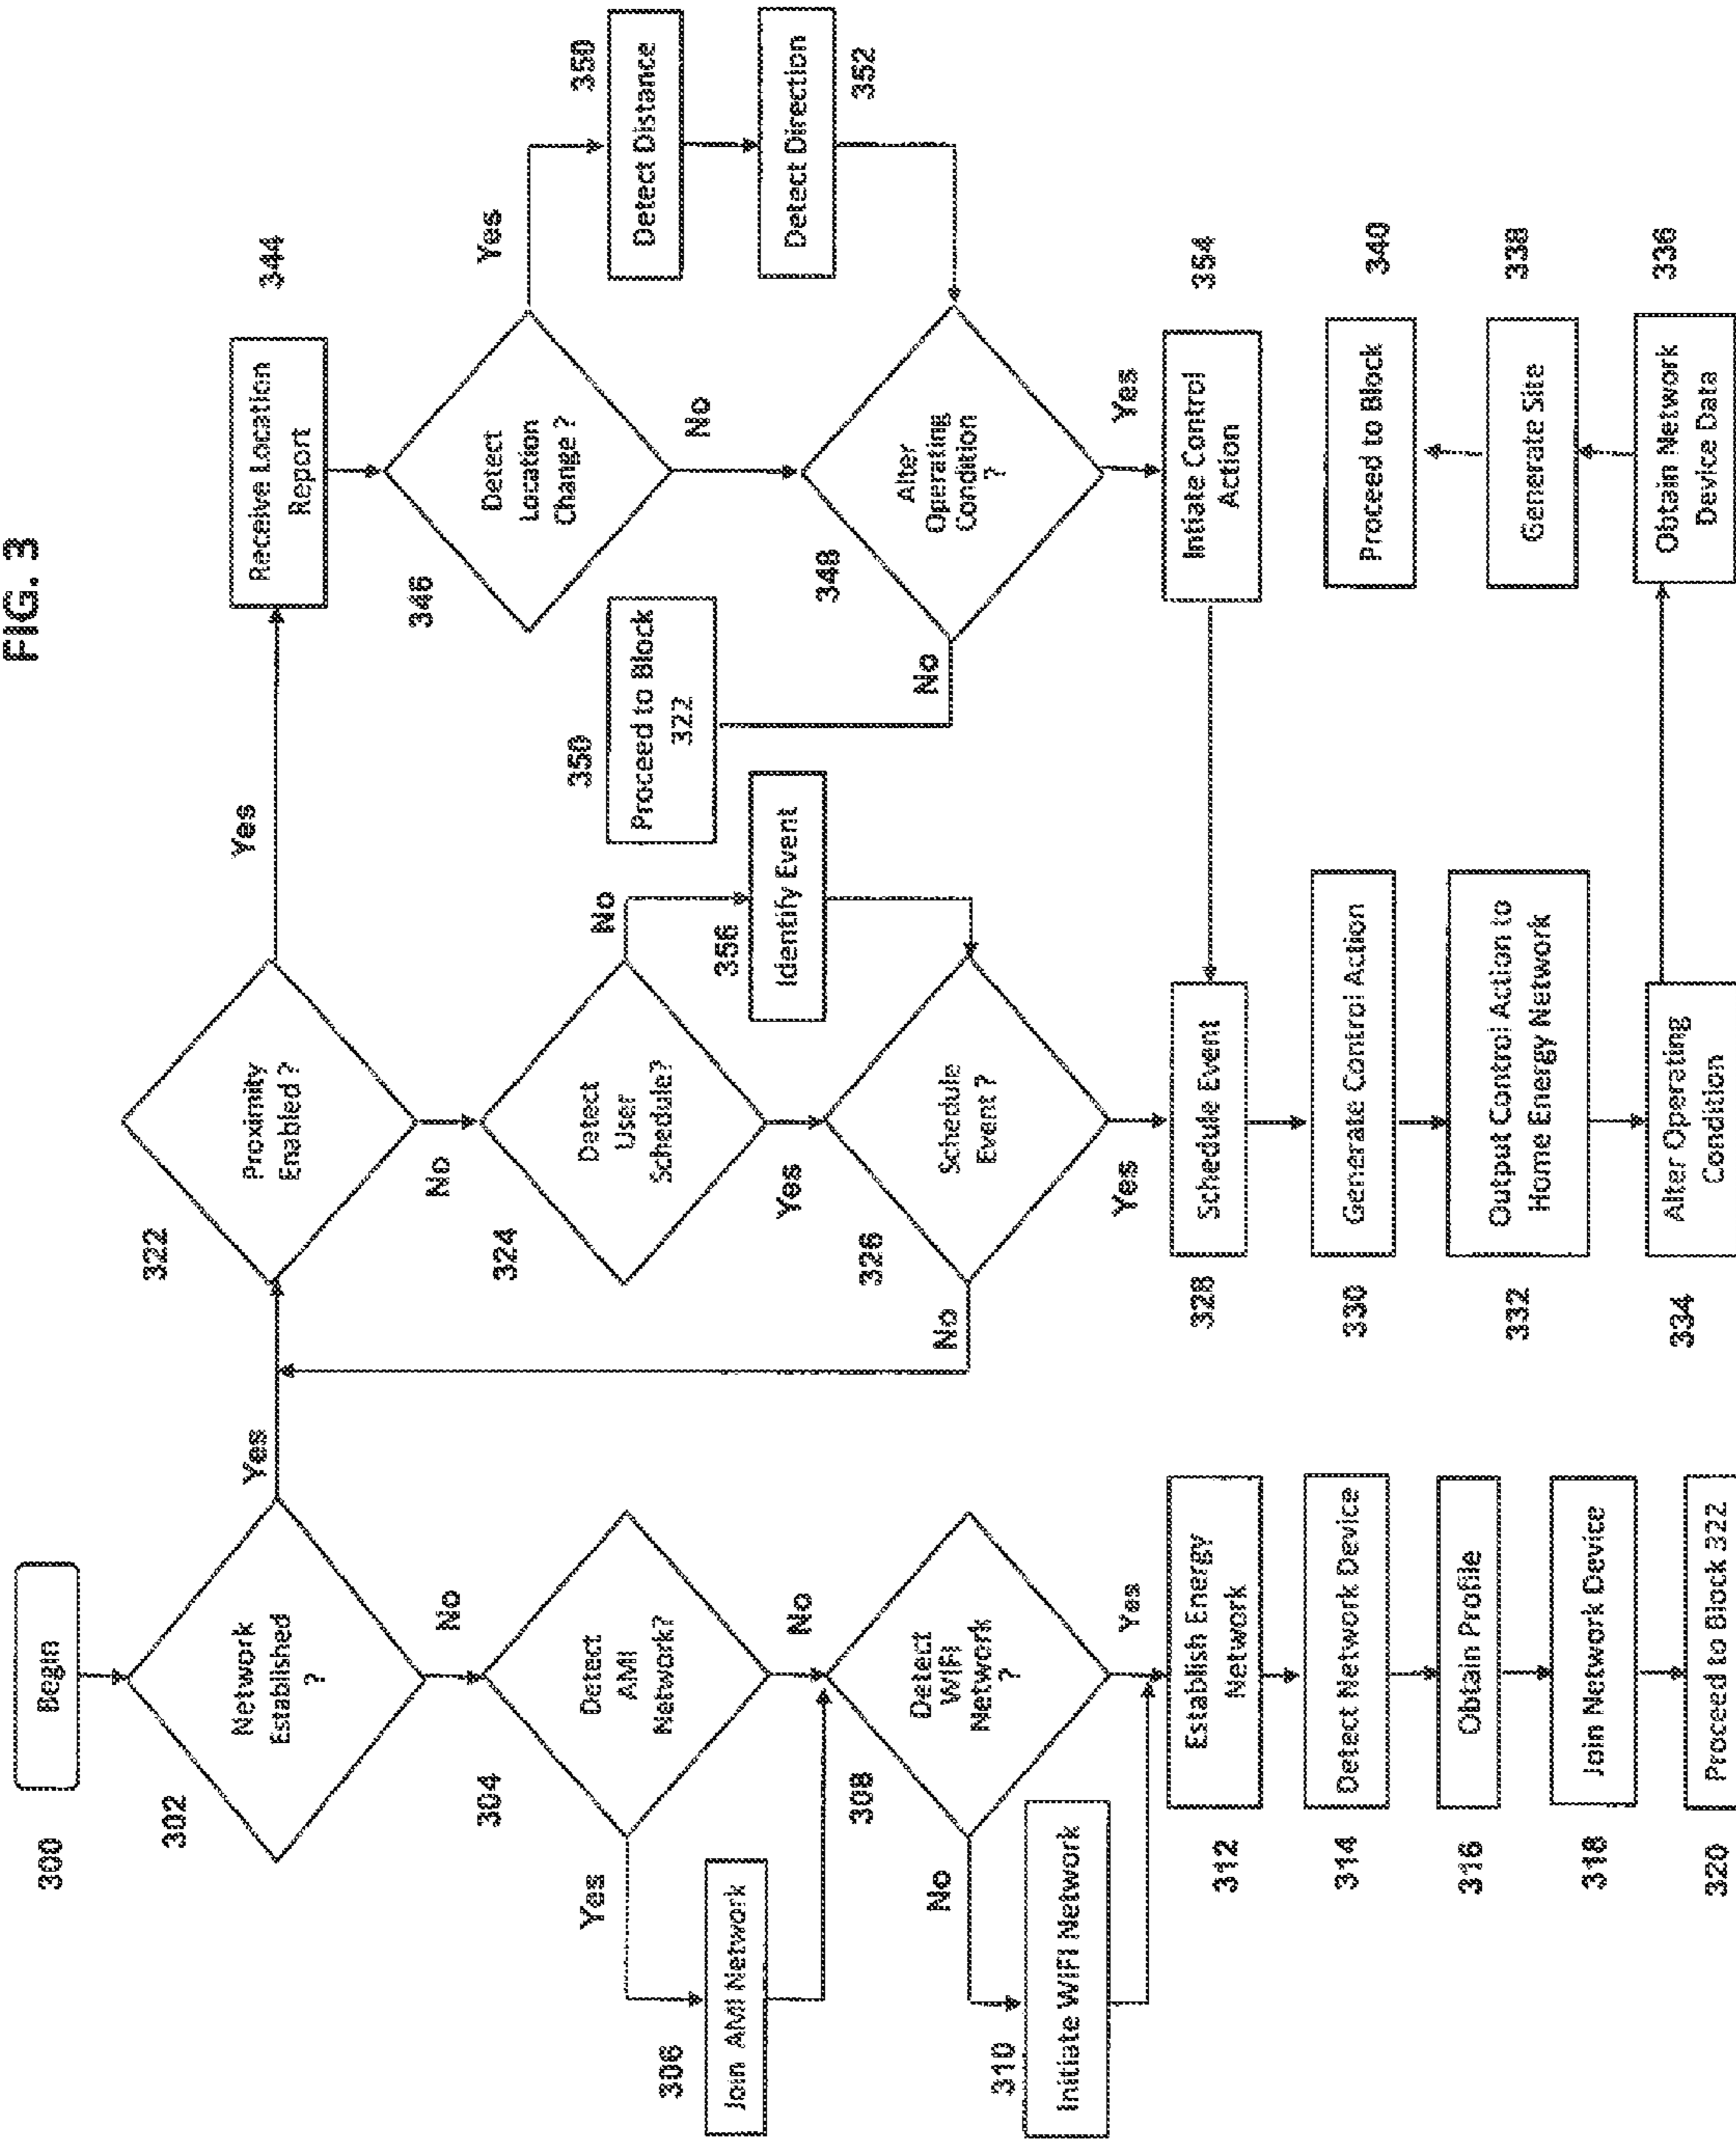 FIG. 3
300
Begin
302
Network
Established
?
Yes
No
304
Detect
AMI
Network?
Yes
No
306
Join AMI Network
308
Detect
WIFI
Network
?
No
Yes
310
Initiate WIFI Network
312
Establish Energy
Network
314
Detect Network Device
316
Obtain Profile
318
Join Network Device
320
Proceed to Block 322
322
Proximity
Enabled ?
Yes
No
324
Detect
User
Schedule?
No
Yes
356
Identify Event
326
Schedule
Event ?
No
Yes
328
Schedule Event
330
Generate Control Action
332
Output Control Action to
Home Energy Network
334
Alter Operating
Condition
344
Receive Location
Report
346
Detect
Location
Change ?
Yes
No
350
Detect Distance
Detect Direction
352
350
Proceed to Block
322
348
Alter
Operating
Condition
?
No
Yes
354
Intiate Control
Action
340
Proceed to Block
338
Generate Site
336
Obtain Network
Device Data